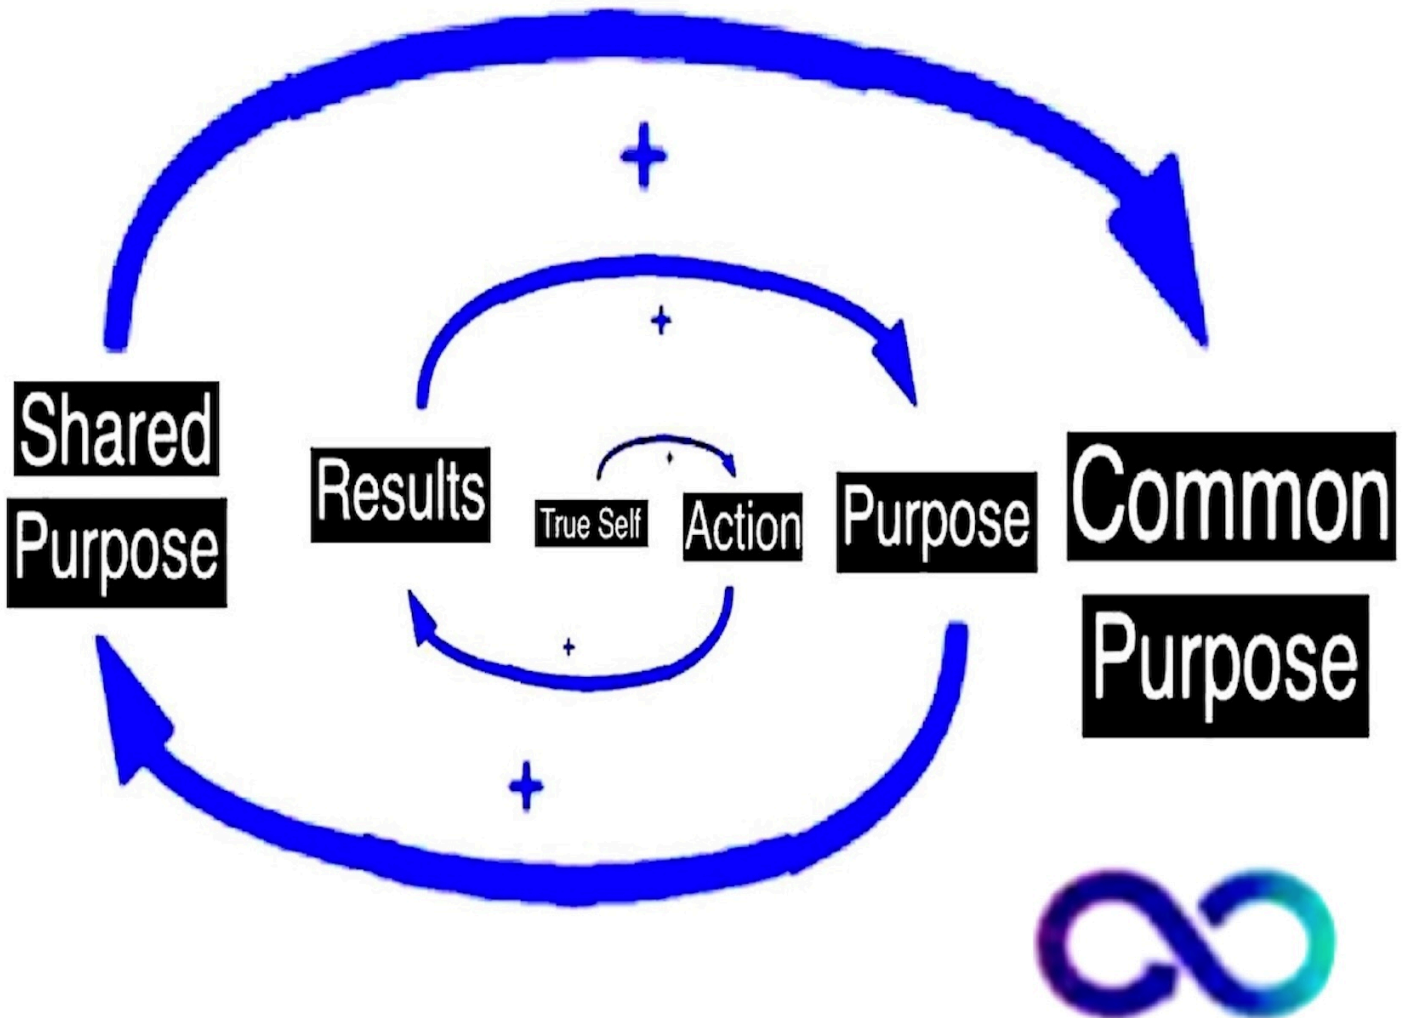 +
+
Shared
Purpose
Results
True Self
Action
Purpose
Common
Purpose
+
+
+